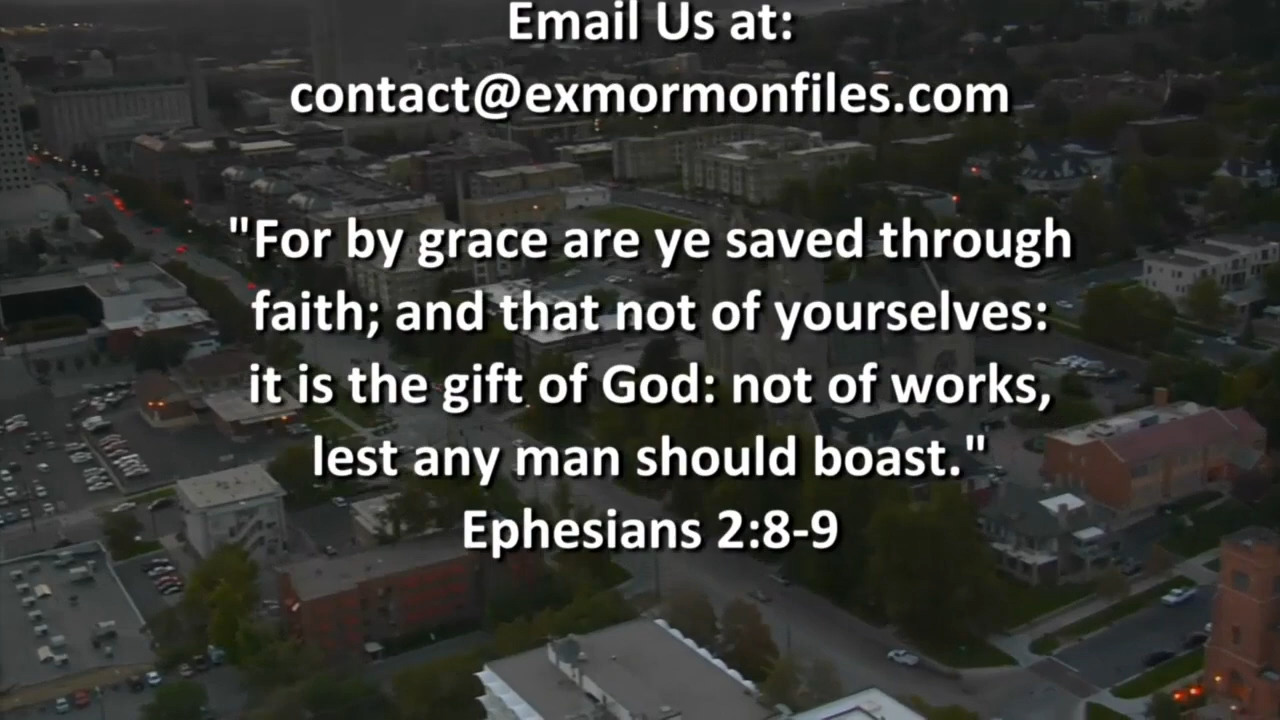 Email Us at:
contact@exmormonfiles.com
"For by grace are ye saved through
faith; and that not of yourselves:
it is the gift of God: not of works,
lest any man should boast."
Ephesians 2:8-9